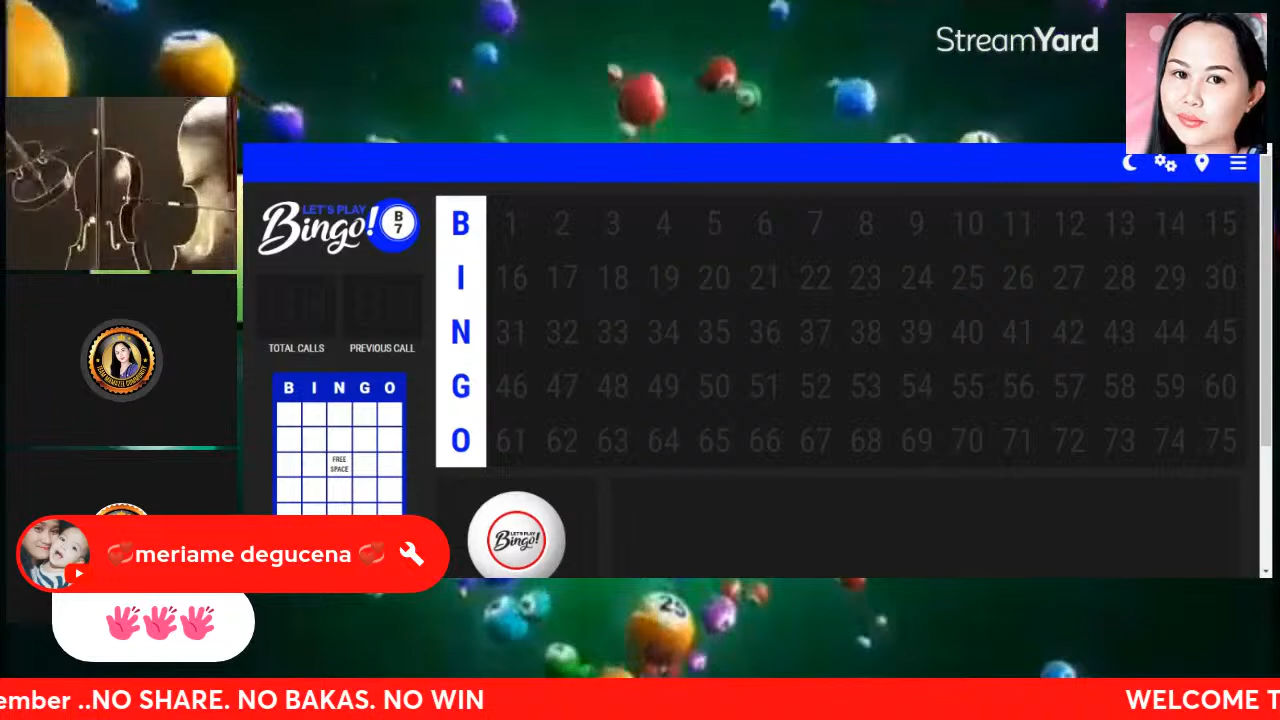 StreamYard
LET'S PLAY
Bingo!
B
7
B 1 2 3 4 5 6 7 8 9 10 11 12 13 14 15
I 16 17 18 19 20 21 22 23 24 25 26 27 28 29 30
N 31 32 33 34 35 36 37 38 39 40 41 42 43 44 45
G 46 47 48 49 50 51 52 53 54 55 56 57 58 59 60
O 61 62 63 64 65 66 67 68 69 70 71 72 73 74 75
TOTAL CALLS
PREVIOUS CALL
B I N G O
FREE
SPACE
LET'S PLAY
Bingo!
💞meriame degucena 💞
25
ember ..NO SHARE. NO BAKAS. NO WIN
WELCOME T